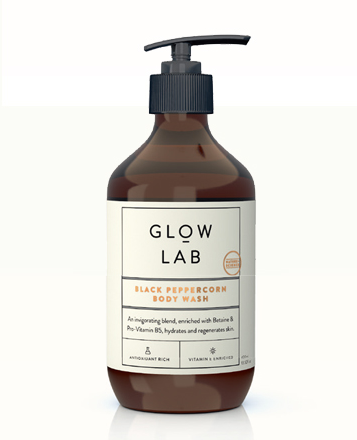 GLOW
LAB
BLACK PEPPERCORN
BODY WASH
An invigorating blend, enriched with Betaine &
Pro-Vitamin B5, hydrates and regenerates skin.
ANTIOXIDANT RICH
VITAMIN E ENRICHED